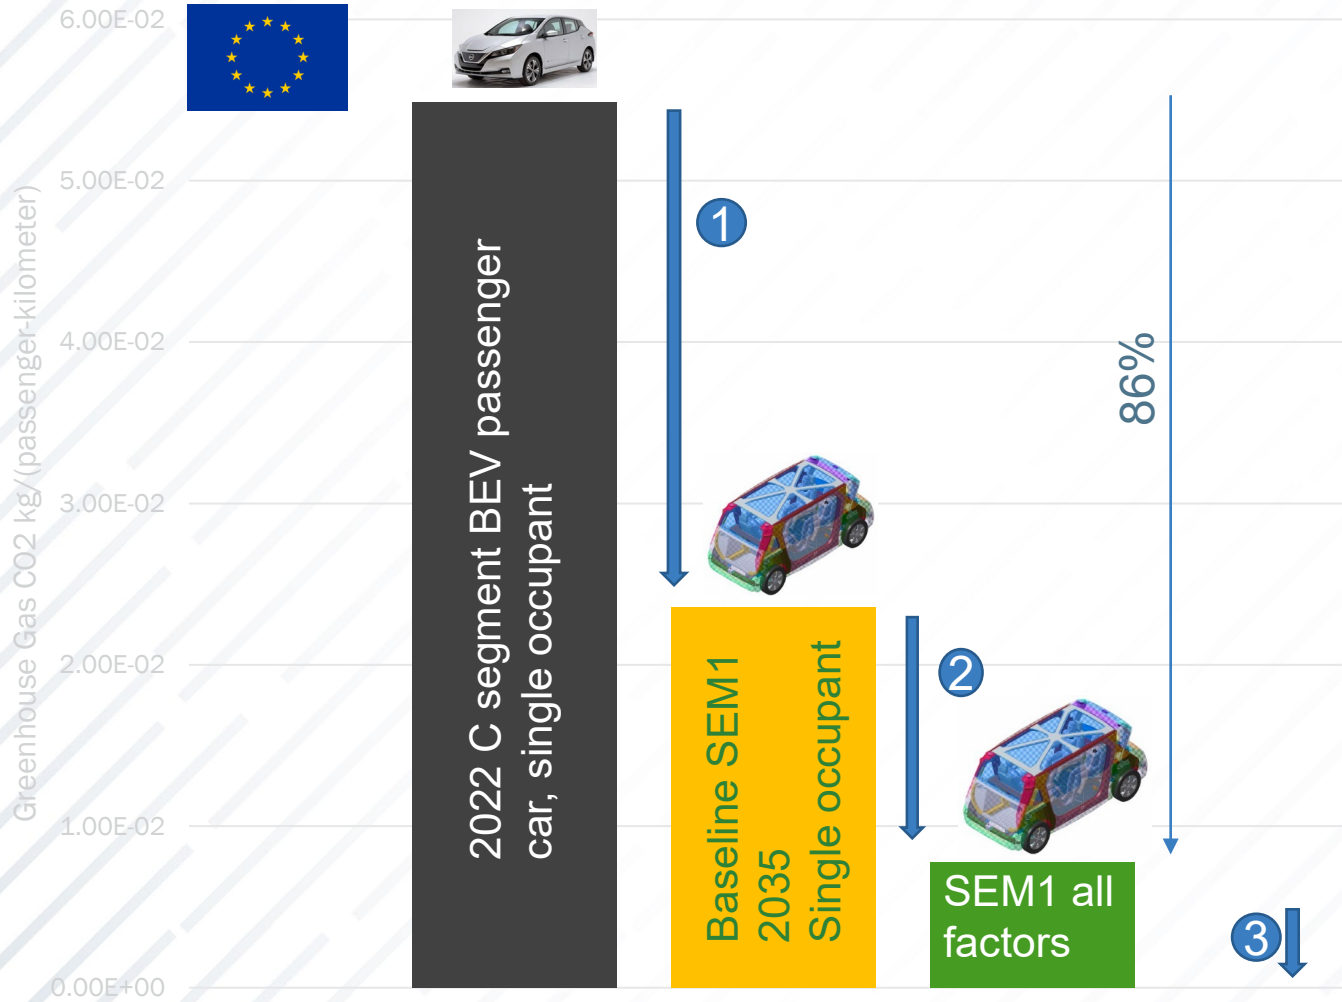 6.00E-02
5.00E-02
4.00E-02
3.00E-02
2.00E-02
1.00E-02
0.00E+00
Greenhouse Gas CO2 kg/(passenger-kilometer)
2022 C segment BEV passenger
car, single occupant
1
Baseline SEM1
2035
Single occupant
2
SEM1 all
factors
86%
3